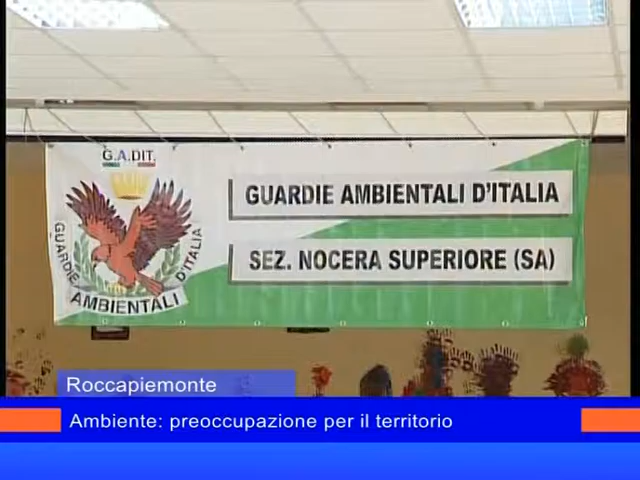 G.A.DIT.
GUARDIE AMBIENTALI D'ITALIA
GUARDIE AMBIENTALI D'ITALIA
SEZ. NOCERA SUPERIORE (SA)
Roccapiemonte
Ambiente: preoccupazione per il territorio